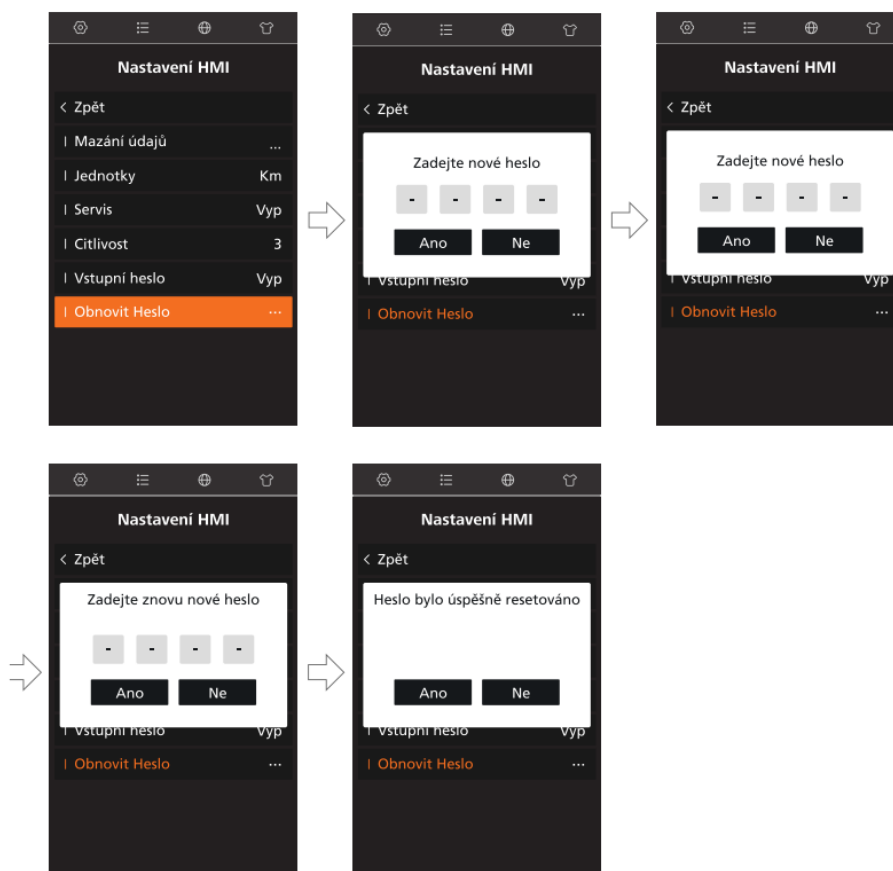 Nastavení HMI
< Zpět
I Mazání údajů ...
I Jednotky Km
I Servis Vyp
I Citlivost 3
I Vstupní heslo Vyp
I Obnovit Heslo ...
Nastavení HMI
< Zpět
Zadejte nové heslo
- - - -
Ano Ne
I Vstupní heslo Vyp
I Obnovit Heslo ...
Nastavení HMI
< Zpět
Zadejte nové heslo
- - - -
Ano Ne
I Vstupní heslo Vyp
I Obnovit Heslo ...
Nastavení HMI
< Zpět
Zadejte znovu nové heslo
- - - -
Ano Ne
I Vstupní heslo Vyp
I Obnovit Heslo ...
Nastavení HMI
< Zpět
Heslo bylo úspěšně resetováno
Ano Ne
I Vstupní heslo Vyp
I Obnovit Heslo ...